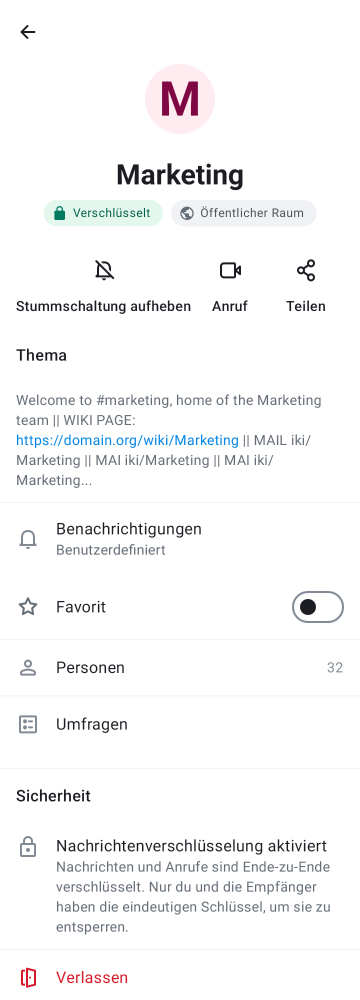 M
Marketing
Verschlüsselt
Öffentlicher Raum
Stummschaltung aufheben
Anruf
Teilen
Thema
Welcome to #marketing, home of the Marketing
team || WIKI PAGE:
https://domain.org/wiki/Marketing || MAIL iki/
Marketing || MAI iki/Marketing || MAI iki/
Marketing...
Benachrichtigungen
Benutzerdefiniert
Favorit
Personen 32
Umfragen
Sicherheit
Nachrichtenverschlüsselung aktiviert
Nachrichten und Anrufe sind Ende-zu-Ende
verschlüsselt. Nur du und die Empfänger
haben die eindeutigen Schlüssel, um sie zu
entsperren.
Verlassen